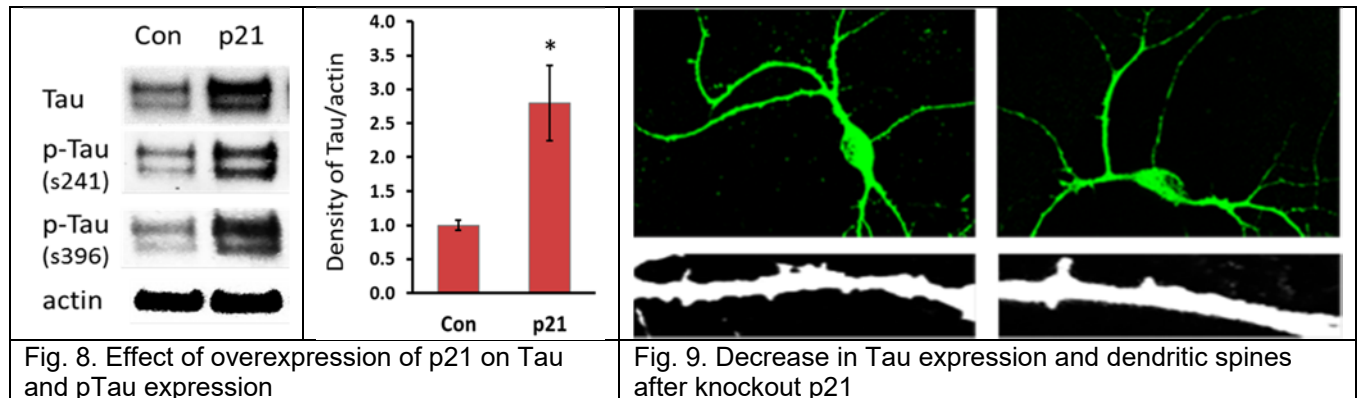 Con p21
Tau
p-Tau
(s241)
p-Tau
(s396)
actin
Density of Tau/actin
4.0
3.5
3.0
2.5
2.0
1.5
1.0
0.5
0.0
*
Con p21
Fig. 8. Effect of overexpression of p21 on Tau
and pTau expression
Fig. 9. Decrease in Tau expression and dendritic spines
after knockout p21